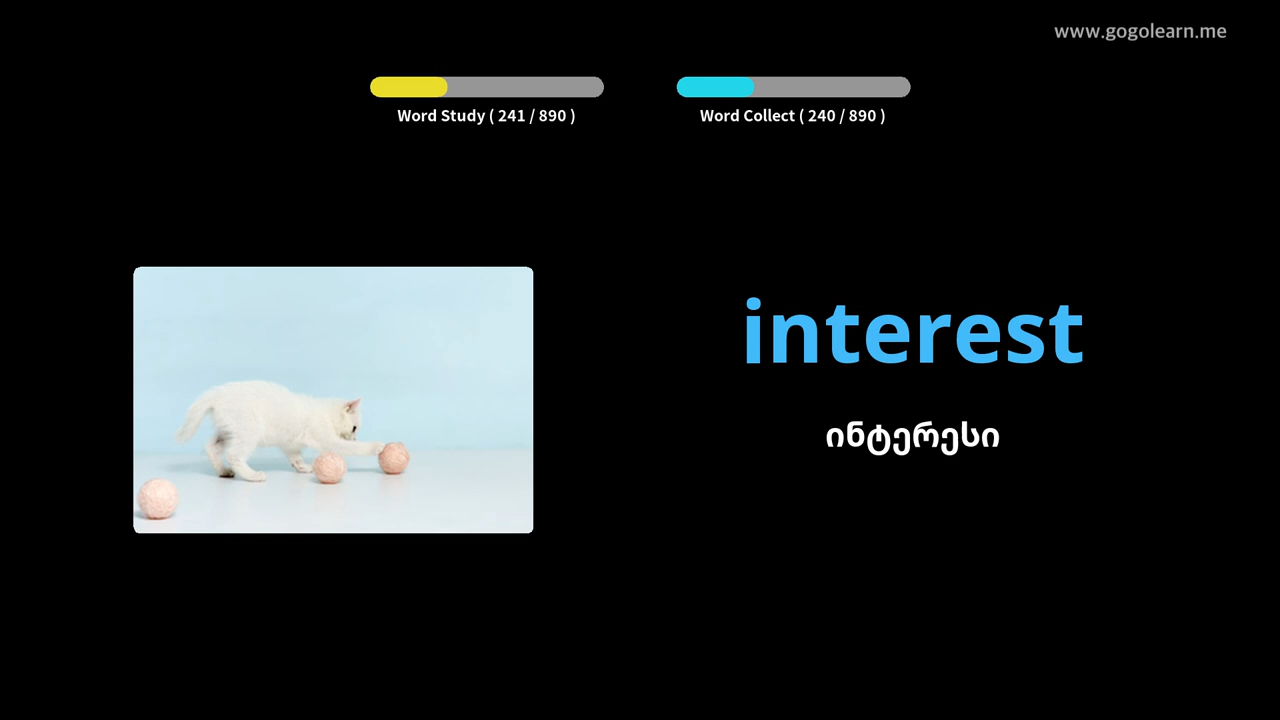 www.gogolearn.me
Word Study ( 241 / 890 )
Word Collect ( 240 / 890 )
interest
ინტერესი